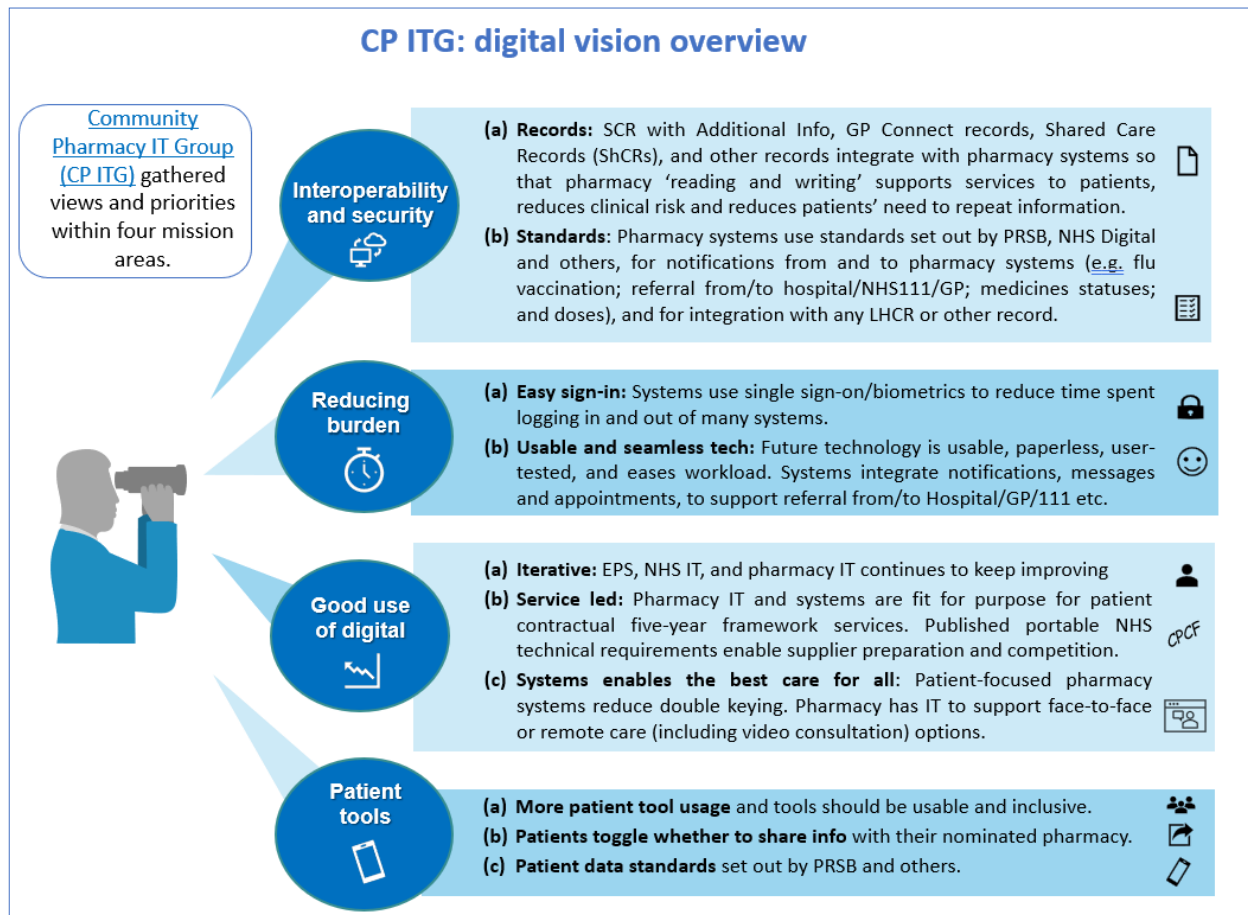 CP ITG: digital vision overview
Community
Pharmacy IT Group
(CP ITG) gathered
views and priorities
within four mission
areas.
Interoperability
and security
(a) Records: SCR with Additional Info, GP Connect records, Shared Care
Records (ShCRs), and other records integrate with pharmacy systems so
that pharmacy ‘reading and writing’ supports services to patients,
reduces clinical risk and reduces patients’ need to repeat information.
(b) Standards: Pharmacy systems use standards set out by PRSB, NHS Digital
and others, for notifications from and to pharmacy systems (e.g. flu
vaccination; referral from/to hospital/NHS111/GP; medicines statuses;
and doses), and for integration with any LHCR or other record.
Reducing
burden
(a) Easy sign-in: Systems use single sign-on/biometrics to reduce time spent
logging in and out of many systems.
(b) Usable and seamless tech: Future technology is usable, paperless, user-
tested, and eases workload. Systems integrate notifications, messages
and appointments, to support referral from/to Hospital/GP/111 etc.
Good use
of digital
(a) Iterative: EPS, NHS IT, and pharmacy IT continues to keep improving
(b) Service led: Pharmacy IT and systems are fit for purpose for patient
contractual five-year framework services. Published portable NHS
technical requirements enable supplier preparation and competition.
CPCF
(c) Systems enables the best care for all: Patient-focused pharmacy
systems reduce double keying. Pharmacy has IT to support face-to-face
or remote care (including video consultation) options.
Patient
tools
(a) More patient tool usage and tools should be usable and inclusive.
(b) Patients toggle whether to share info with their nominated pharmacy.
(c) Patient data standards set out by PRSB and others.